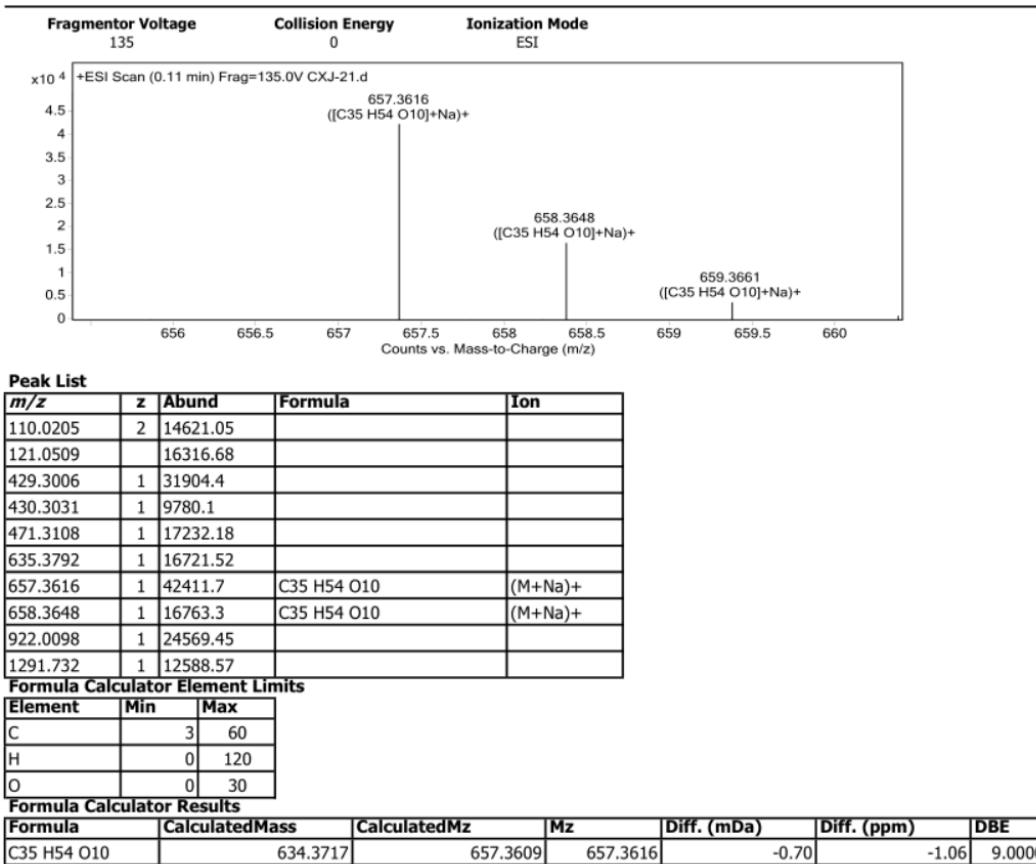 Fragmentor Voltage Collision Energy Ionization Mode
135 0 ESI
x10 4 +ESI Scan (0.11 min) Frag=135.0V CXJ-21.d
657.3616
([C35 H54 O10]+Na)+
4.5
4
3.5
3
2.5
658.3648
2
([C35 H54 O10]+Na)+
1.5
659.3661
1
([C35 H54 O10]+Na)+
0.5
0
656 656.5 657 657.5 658 658.5 659 659.5 660
Counts vs. Mass-to-Charge (m/z)
Peak List
m/z z Abund Formula Ion
110.0205 2 14621.05
121.0509 16316.68
429.3006 1 31904.4
430.3031 1 9780.1
471.3108 1 17232.18
635.3792 1 16721.52
657.3616 1 42411.7 C35 H54 O10 (M+Na)+
658.3648 1 16763.3 C35 H54 O10 (M+Na)+
922.0098 1 24569.45
1291.732 1 12588.57
Formula Calculator Element Limits
Element Min Max
C 3 60
H 0 120
O 0 30
Formula Calculator Results
Formula CalculatedMass CalculatedMz Mz Diff. (mDa) Diff. (ppm) DBE
C35 H54 O10 634.3717 657.3609 657.3616 -0.70 -1.06 9.0000